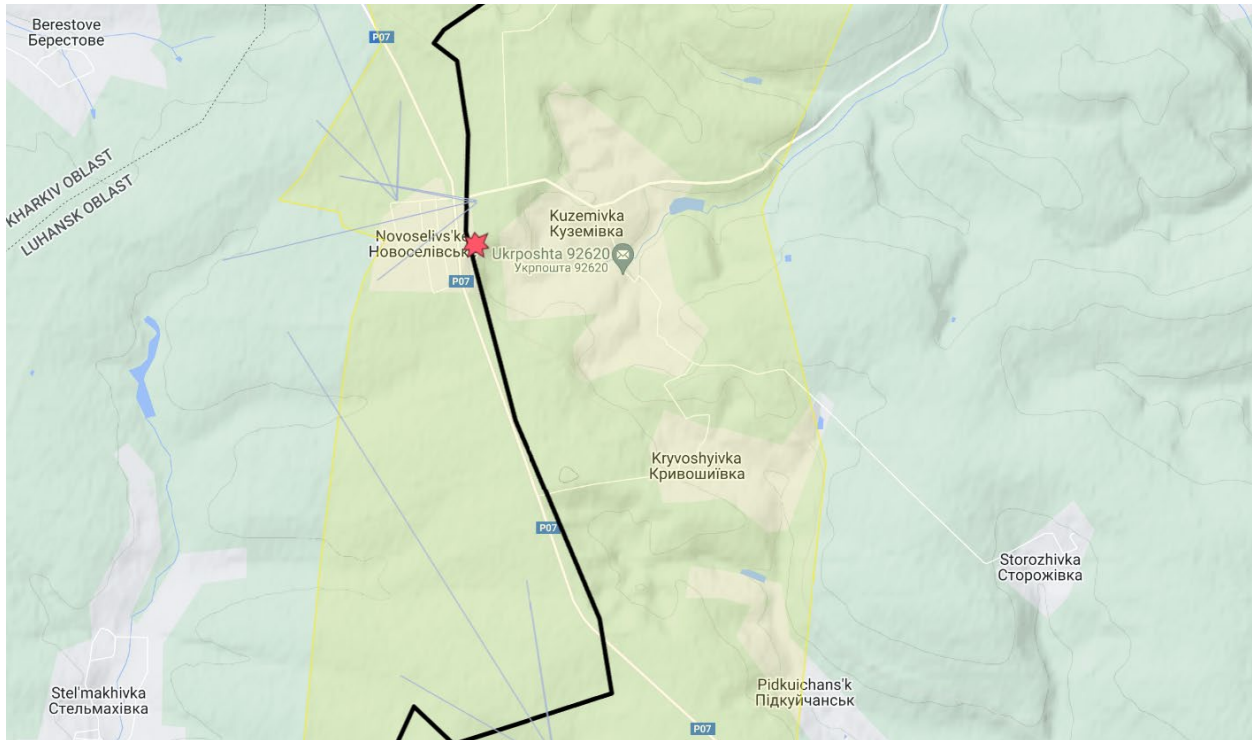 Berestove
Берестове
P07
KHARKIV OBLAST
LUHANSK OBLAST
Kuzemivka
Куземівка
Novoselivs'ke
Новоселівськ
Ukrposhta 92620
Укрпошта 92620
P07
Kryvoshyivka
Кривошиївка
P07
Storozhivka
Сторожівка
Stel'makhivka
Стельмахівка
Pidkuichans'k
Підкуйчанськ
P07